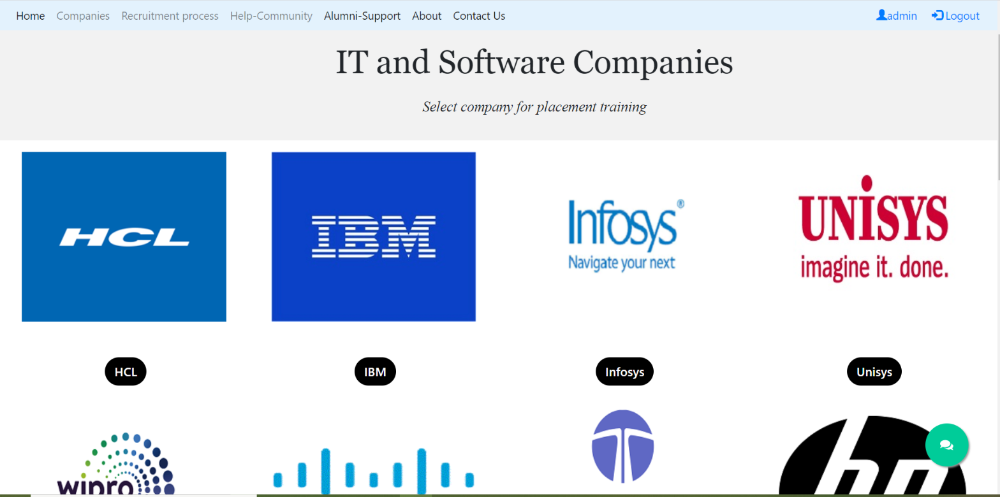 Home Companies Recruitment process Help-Community Alumni-Support About Contact Us admin Logout
IT and Software Companies
Select company for placement training
HCL
IBM
Infosys®
Navigate your next
UNISYS
imagine it. done.
HCL IBM Infosys Unisys
wipro
hp